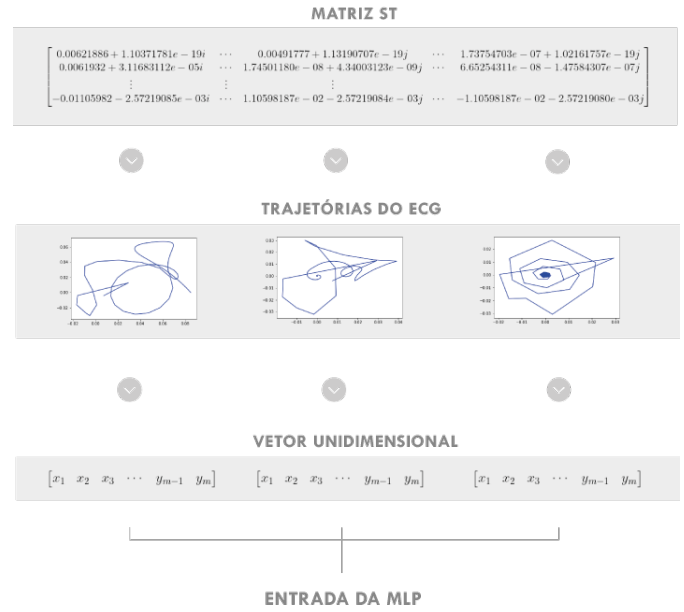 MATRIZ ST
0.00621886 + 1.10371781e − 19i ⋯ 0.00491777 + 1.13190707e − 19j ⋯ 1.73754703e − 07 + 1.02161757e − 19j
0.0061932 + 3.11683112e − 05i ⋯ 1.74501180e − 08 + 4.34003123e − 09j ⋯ 6.65254311e − 08 − 1.47584307e − 07j
⋮ ⋮ ⋮
−0.01105982 − 2.57219085e − 03i ⋯ 1.10598187e − 02 − 2.57219084e − 03j ⋯ −1.10598187e − 02 − 2.57219080e − 03j
TRAJETÓRIAS DO ECG
VETOR UNIDIMENSIONAL
[x₁ x₂ x₃ ⋯ yₘ₋₁ yₘ] [x₁ x₂ x₃ ⋯ yₘ₋₁ yₘ] [x₁ x₂ x₃ ⋯ yₘ₋₁ yₘ]
ENTRADA DA MLP